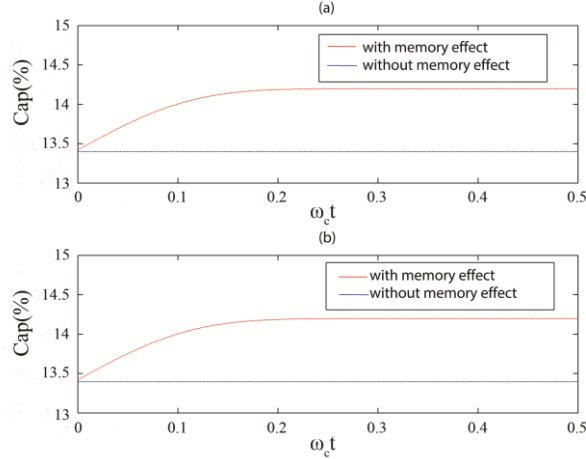 (a)
15
14.5
14
13.5
13
Cap(%)
with memory effect
without memory effect
0 0.1 0.2 0.3 0.4 0.5
ω_c t
(b)
15
14.5
14
13.5
13
Cap(%)
with memory effect
without memory effect
0 0.1 0.2 0.3 0.4 0.5
ω_c t